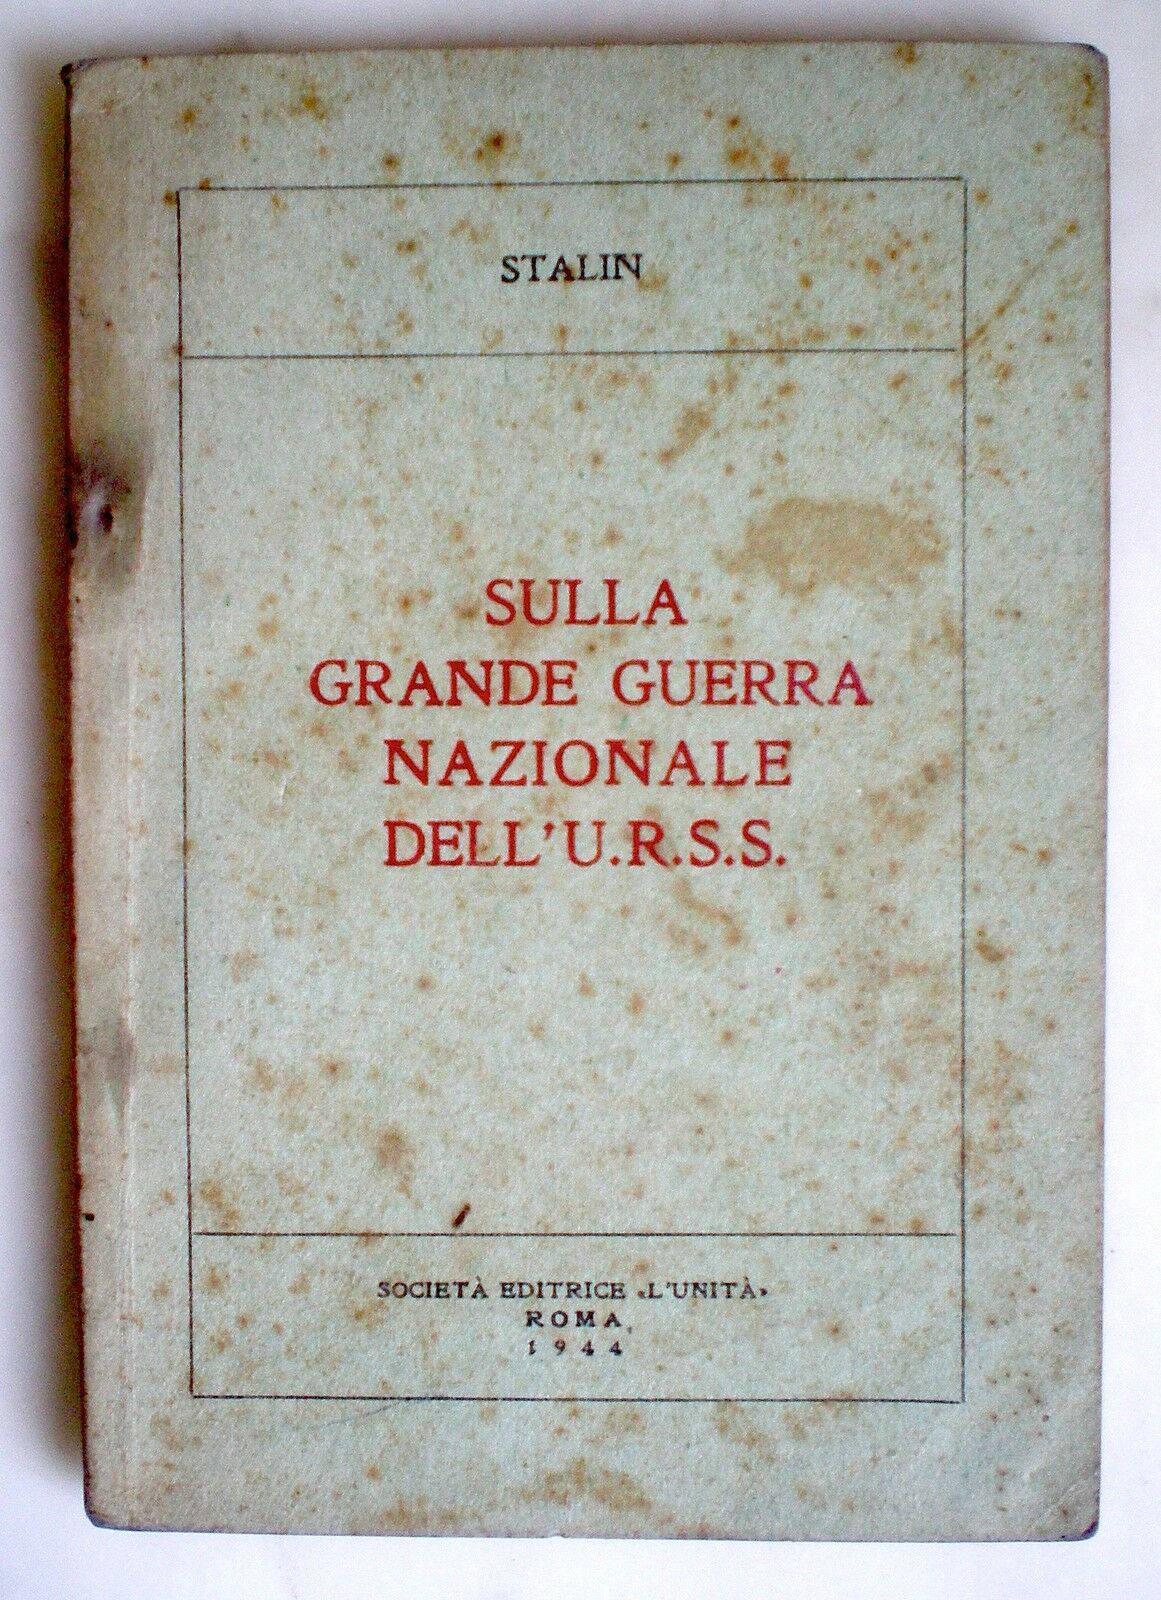 STALIN
SULLA
GRANDE GUERRA
NAZIONALE
DELL'U.R.S.S.
SOCIETÀ EDITRICE «L'UNITÀ»
ROMA
1944